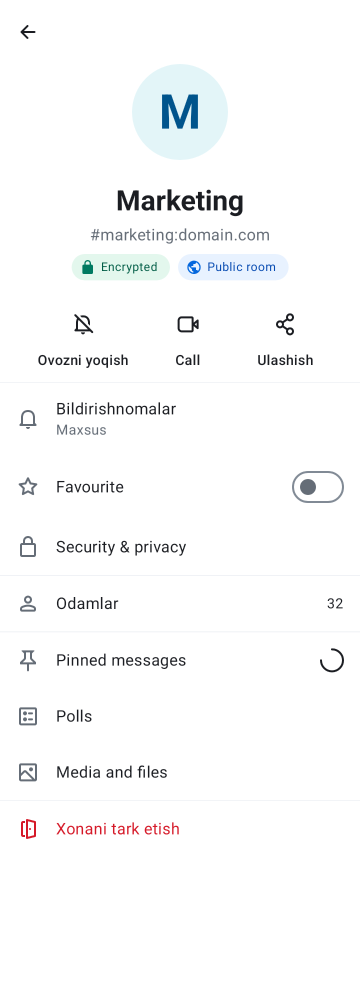 M
Marketing
#marketing:domain.com
Encrypted Public room
Ovozni yoqish Call Ulashish
Bildirishnomalar
Maxsus
Favourite
Security & privacy
Odamlar 32
Pinned messages
Polls
Media and files
Xonani tark etish